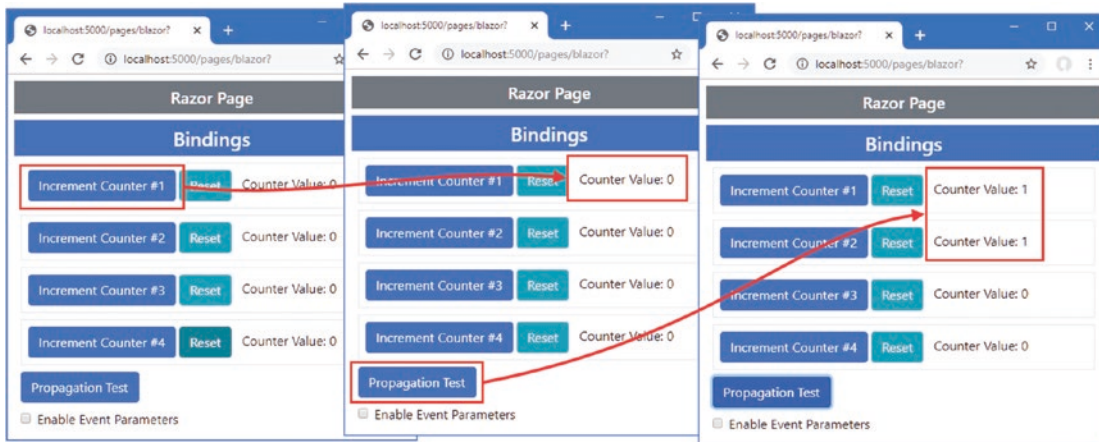 localhost:5000/pages/blazor?
localhost:5000/pages/blazor?
Razor Page
Bindings
Increment Counter #1 Reset Counter Value: 0
Increment Counter #2 Reset Counter Value: 0
Increment Counter #3 Reset Counter Value: 0
Increment Counter #4 Reset Counter Value: 0
Propagation Test
Enable Event Parameters
localhost:5000/pages/blazor?
localhost:5000/pages/blazor?
Razor Page
Bindings
Increment Counter #1 Reset Counter Value: 0
Increment Counter #2 Reset Counter Value: 0
Increment Counter #3 Reset Counter Value: 0
Increment Counter #4 Reset Counter Value: 0
Propagation Test
Enable Event Parameters
localhost:5000/pages/blazor?
localhost:5000/pages/blazor?
Razor Page
Bindings
Increment Counter #1 Reset Counter Value: 1
Increment Counter #2 Reset Counter Value: 1
Increment Counter #3 Reset Counter Value: 0
Increment Counter #4 Reset Counter Value: 0
Propagation Test
Enable Event Parameters